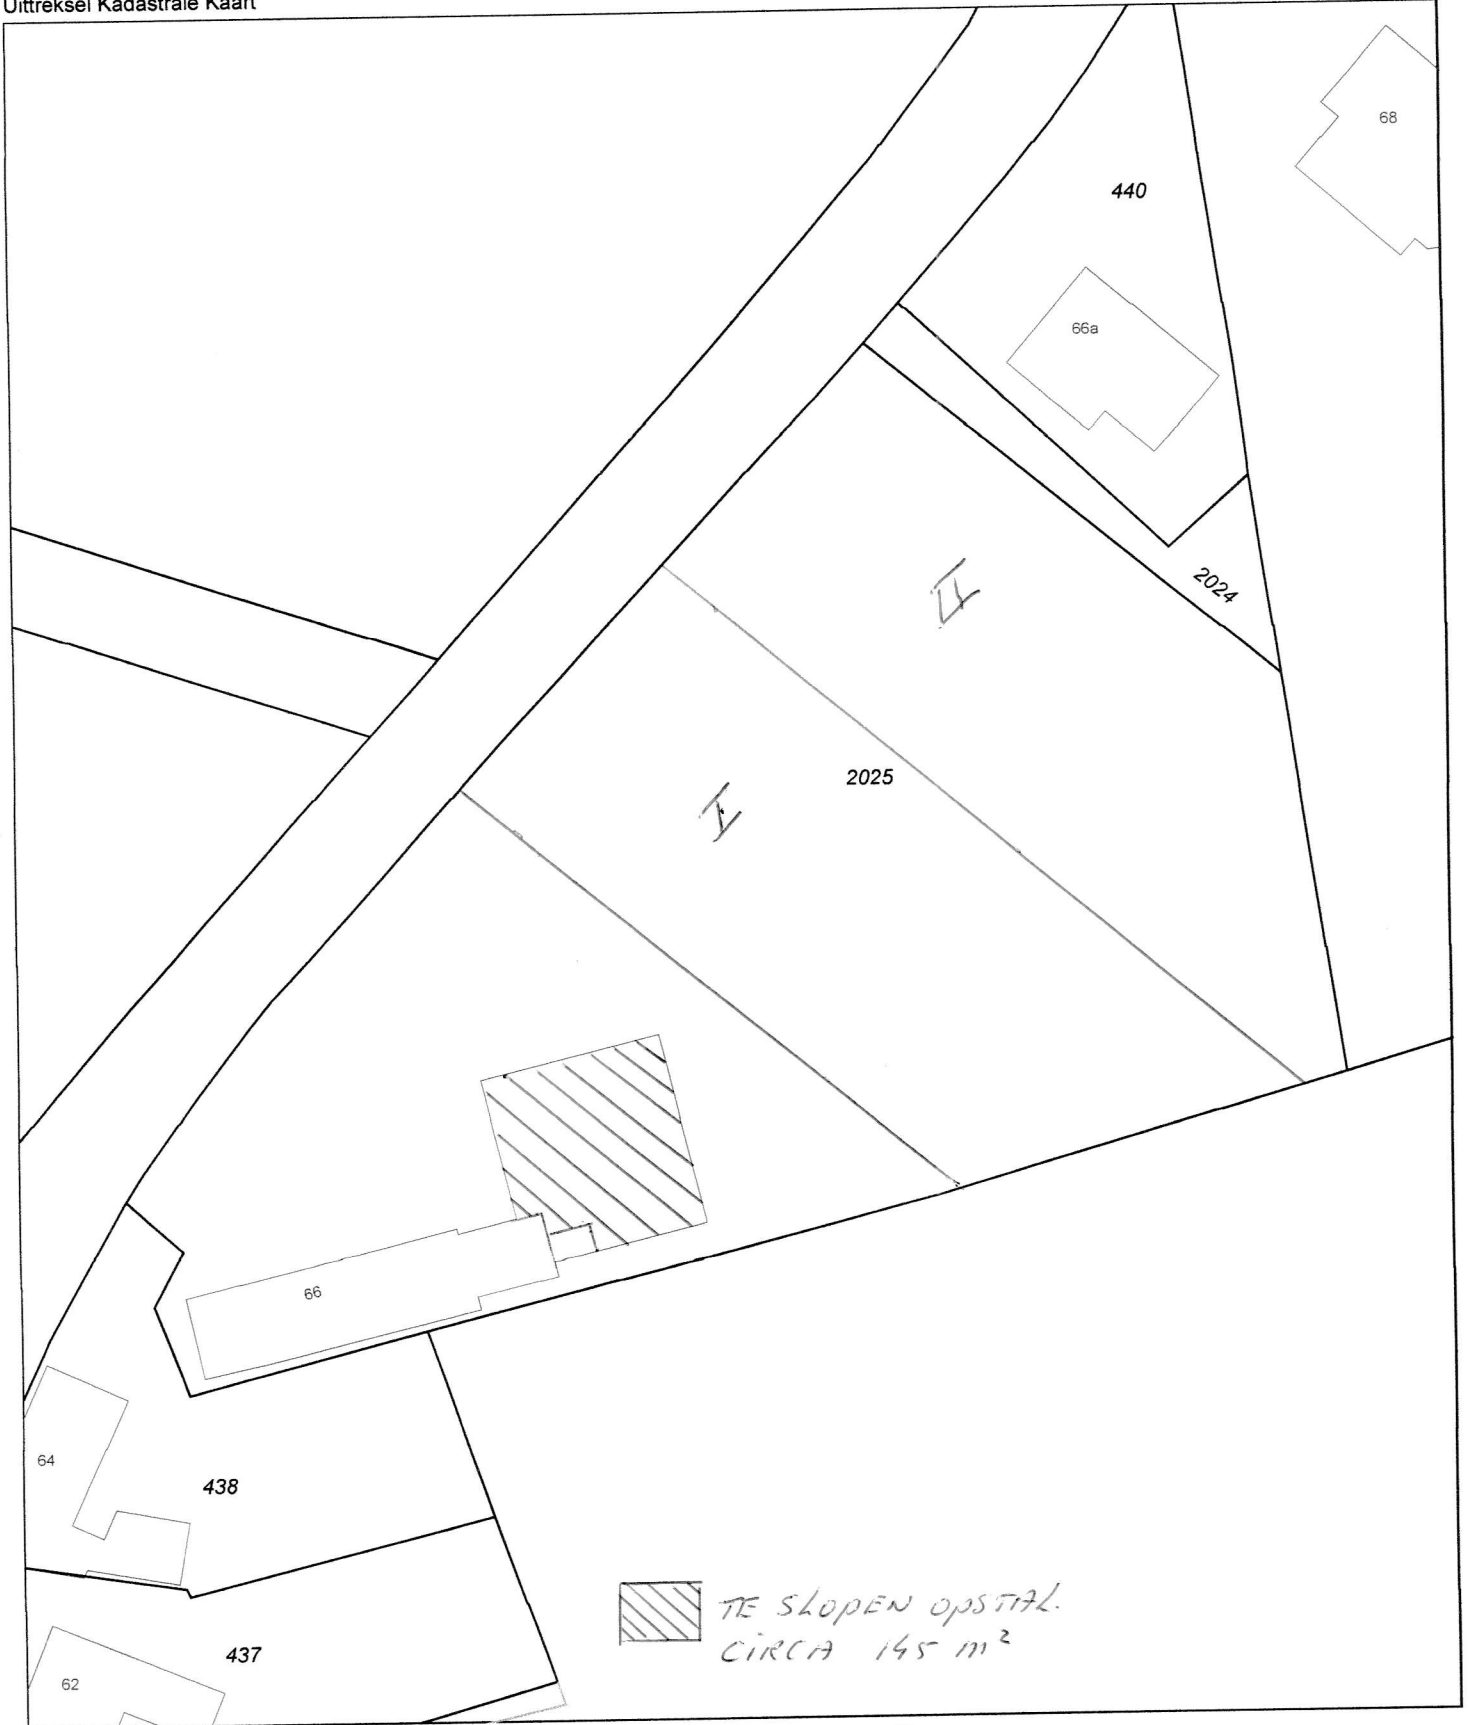 Uittreksel Kadastrale Kaart
68
440
66a
2024
II
2025
I
66
64
438
TE SLOPEN OPSTAL.
CIRCA 145 m²
437
62